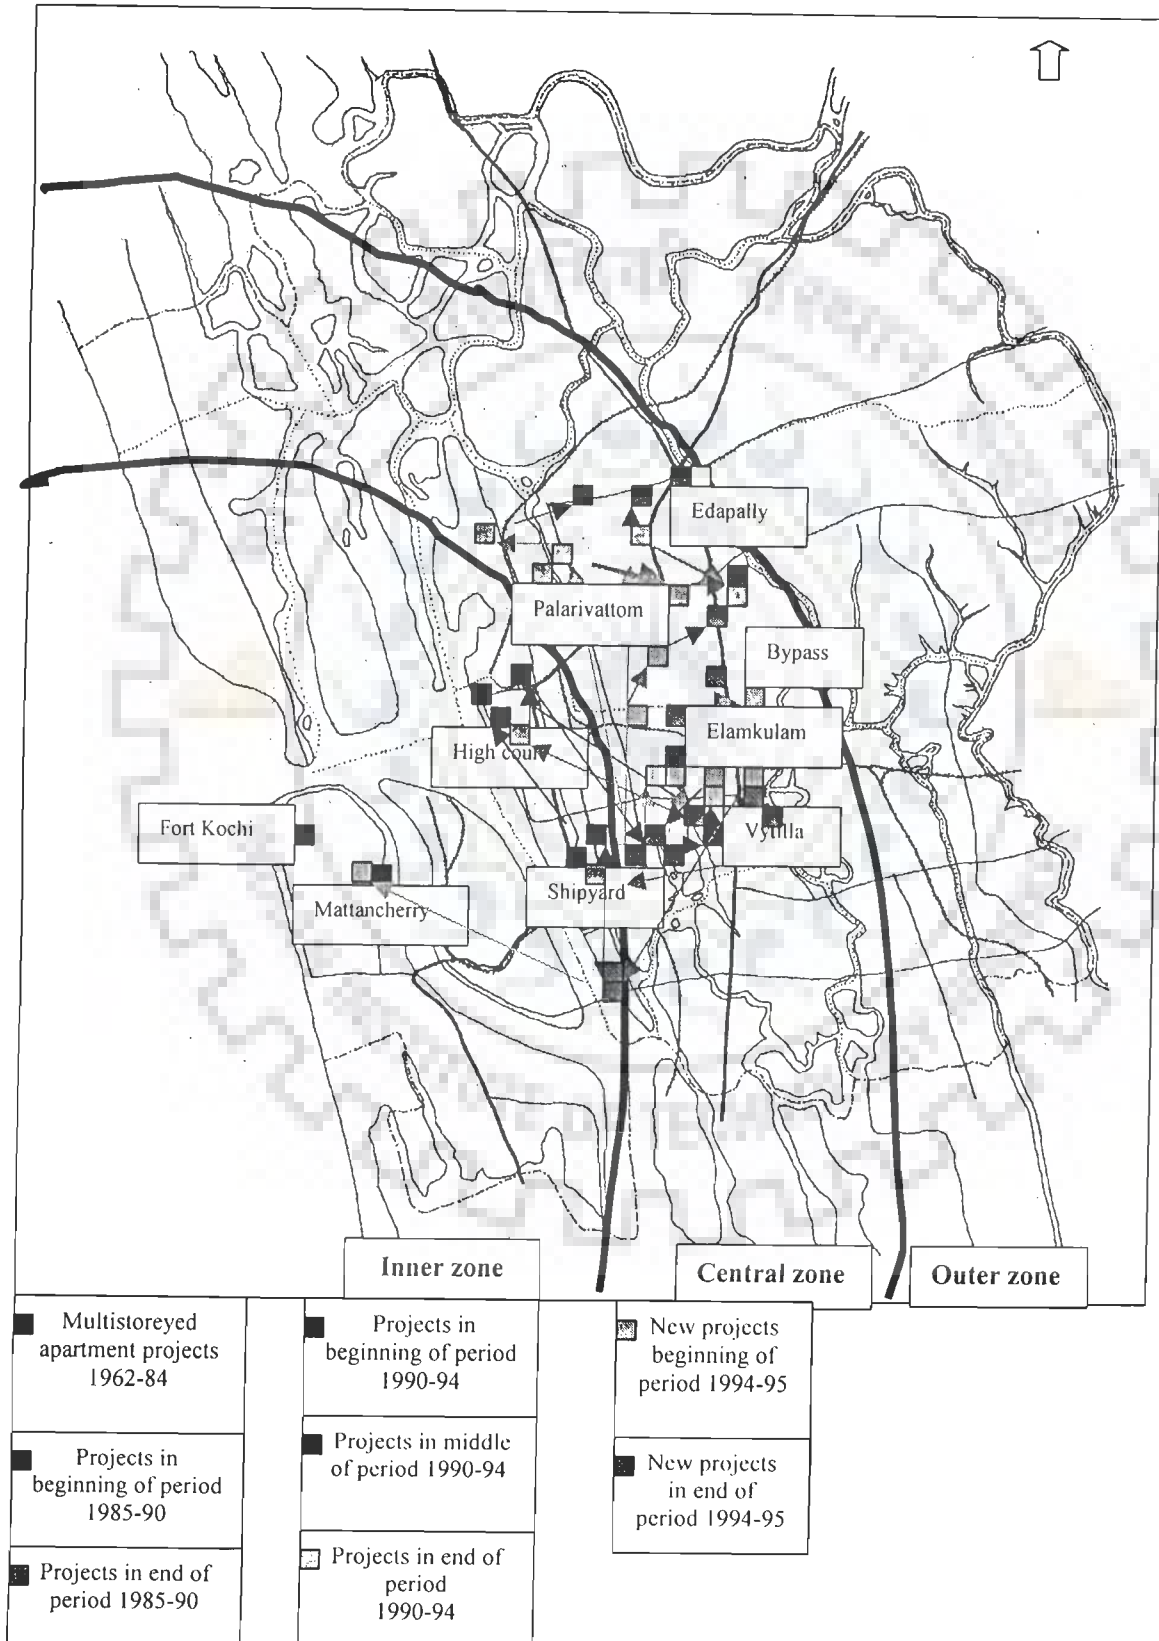 Edapally
Palarivattom
Bypass
Elamkulam
High court
Fort Kochi
Vytilla
Shipyard
Mattancherry
Inner zone
Central zone
Outer zone
Multistoreyed
apartment projects
1962-84
Projects in
beginning of period
1985-90
Projects in end of
period 1985-90
Projects in
beginning of period
1990-94
Projects in middle
of period 1990-94
Projects in end of
period
1990-94
New projects
beginning of
period 1994-95
New projects
in end of
period 1994-95